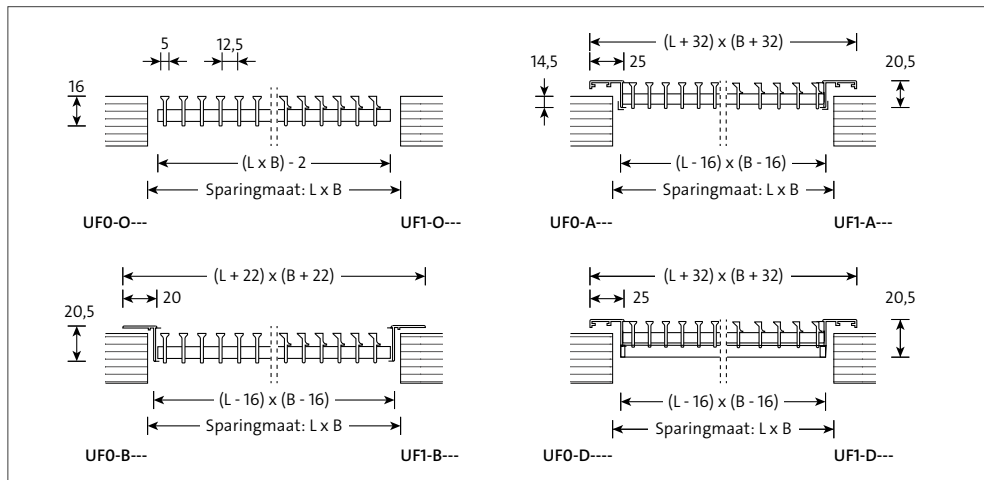 5
12,5
16
(L x B) - 2
Sparingmaat: L x B
UF0-O---
UF1-O---
(L + 32) x (B + 32)
14,5
25
20,5
(L - 16) x (B - 16)
Sparingmaat: L x B
UF0-A---
UF1-A---
(L + 22) x (B + 22)
20
20,5
(L - 16) x (B - 16)
Sparingmaat: L x B
UF0-B---
UF1-B---
(L + 32) x (B + 32)
25
20,5
(L - 16) x (B - 16)
Sparingmaat: L x B
UF0-D----
UF1-D---